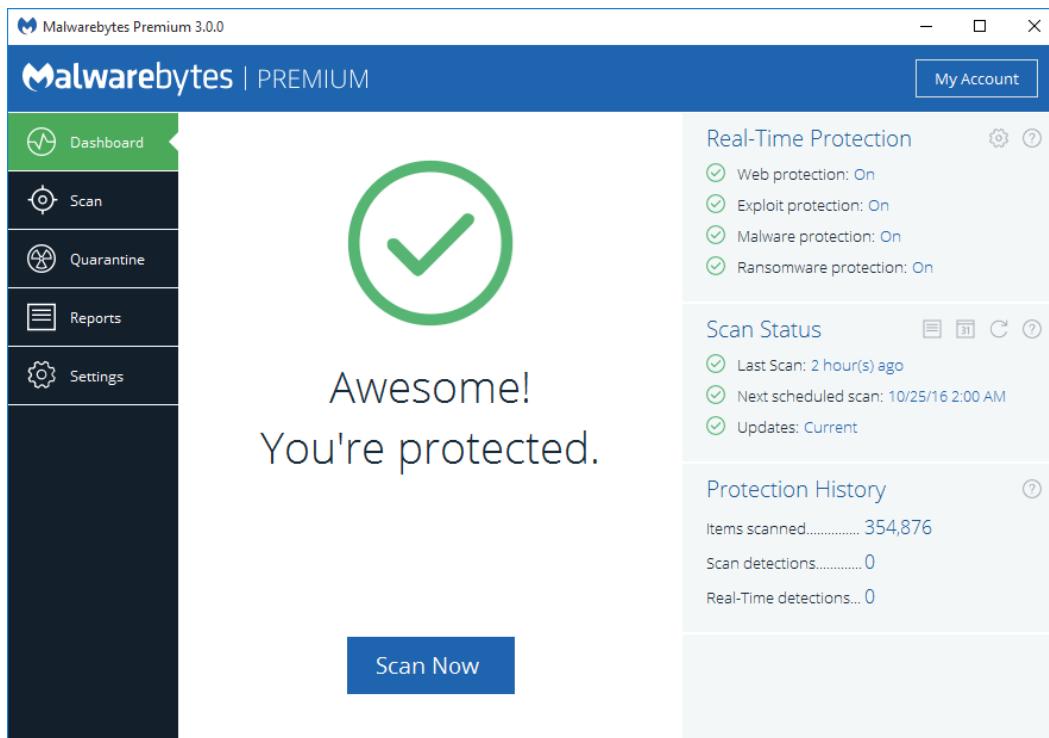 Malwarebytes Premium 3.0.0
Malwarebytes | PREMIUM
My Account
Dashboard
Scan
Quarantine
Reports
Settings
Awesome!
You're protected.
Scan Now
Real-Time Protection
Web protection: On
Exploit protection: On
Malware protection: On
Ransomware protection: On
Scan Status
31
Last Scan: 2 hour(s) ago
Next scheduled scan: 10/25/16 2:00 AM
Updates: Current
Protection History
Items scanned.............. 354,876
Scan detections............ 0
Real-Time detections... 0